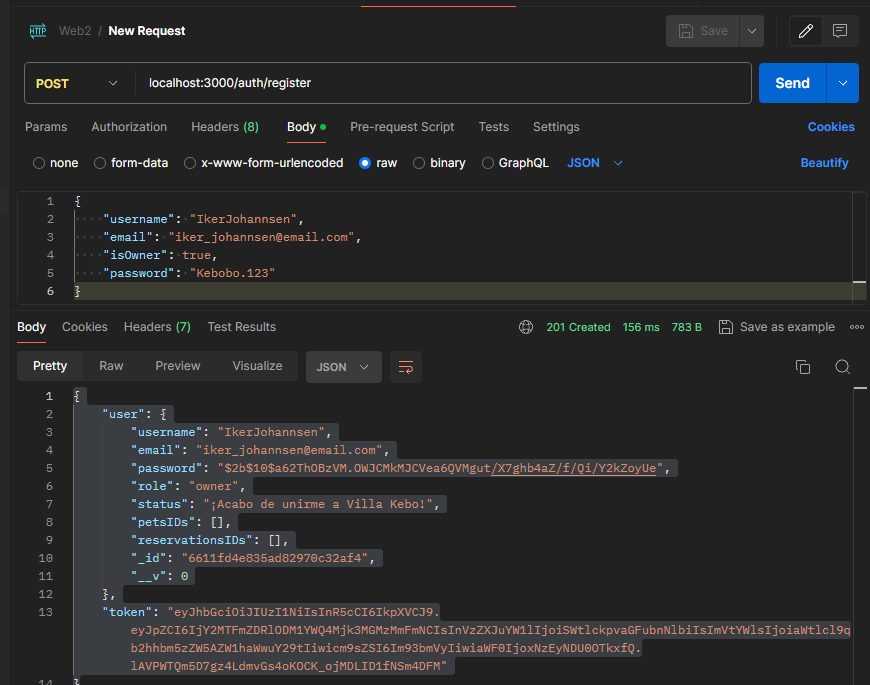 HTTP Web2 / New Request Save
POST localhost:3000/auth/register Send
Params Authorization Headers (8) Body Pre-request Script Tests Settings Cookies
none form-data x-www-form-urlencoded raw binary GraphQL JSON Beautify
1 {
2 "username": "IkerJohannsen",
3 "email": "iker_johannsen@email.com",
4 "isOwner": true,
5 "password": "Kebobo.123"
6 }
Body Cookies Headers (7) Test Results 201 Created 156 ms 783 B Save as example
Pretty Raw Preview Visualize JSON
1 {
2 "user": {
3 "username": "IkerJohannsen",
4 "email": "iker_johannsen@email.com",
5 "password": "$2b$10$a62ThOBzVM.OWJCMkMJCVea6QVMgut/X7ghb4aZ/f/Qi/Y2kZoyUe",
6 "role": "owner",
7 "status": "¡Acabo de unirme a Villa Kebo!",
8 "petsIDs": [],
9 "reservationsIDs": [],
10 "_id": "6611fd4e835ad82970c32af4",
11 "__v": 0
12 },
13 "token": "eyJhbGciOiJIUzI1NiIsInR5cCI6IkpXVCJ9.
eyJpZCI6IjY2MTFmZDRlODM1YWQ4Mjk3MGMzMmFmNCIsInVzZXJuYW1lIjoiSWtlckpvaGFubnNlbiIsImVtYWlsIjoiaWtlcl9q
b2hhbm5zZW5AZW1haWwuY29tIiwicm9sZSI6Im93bmVyIiwiaWF0IjoxNzEyNDU0OTkxfQ.
lAVPWTQm5D7gz4LdmvGs4oKOCK_ojMDLID1fNSm4DFM"
14 }